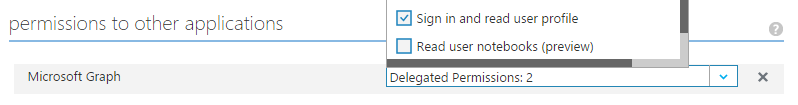 Sign in and read user profile
permissions to other applications
Read user notebooks (preview)
Microsoft Graph
Delegated Permissions: 2